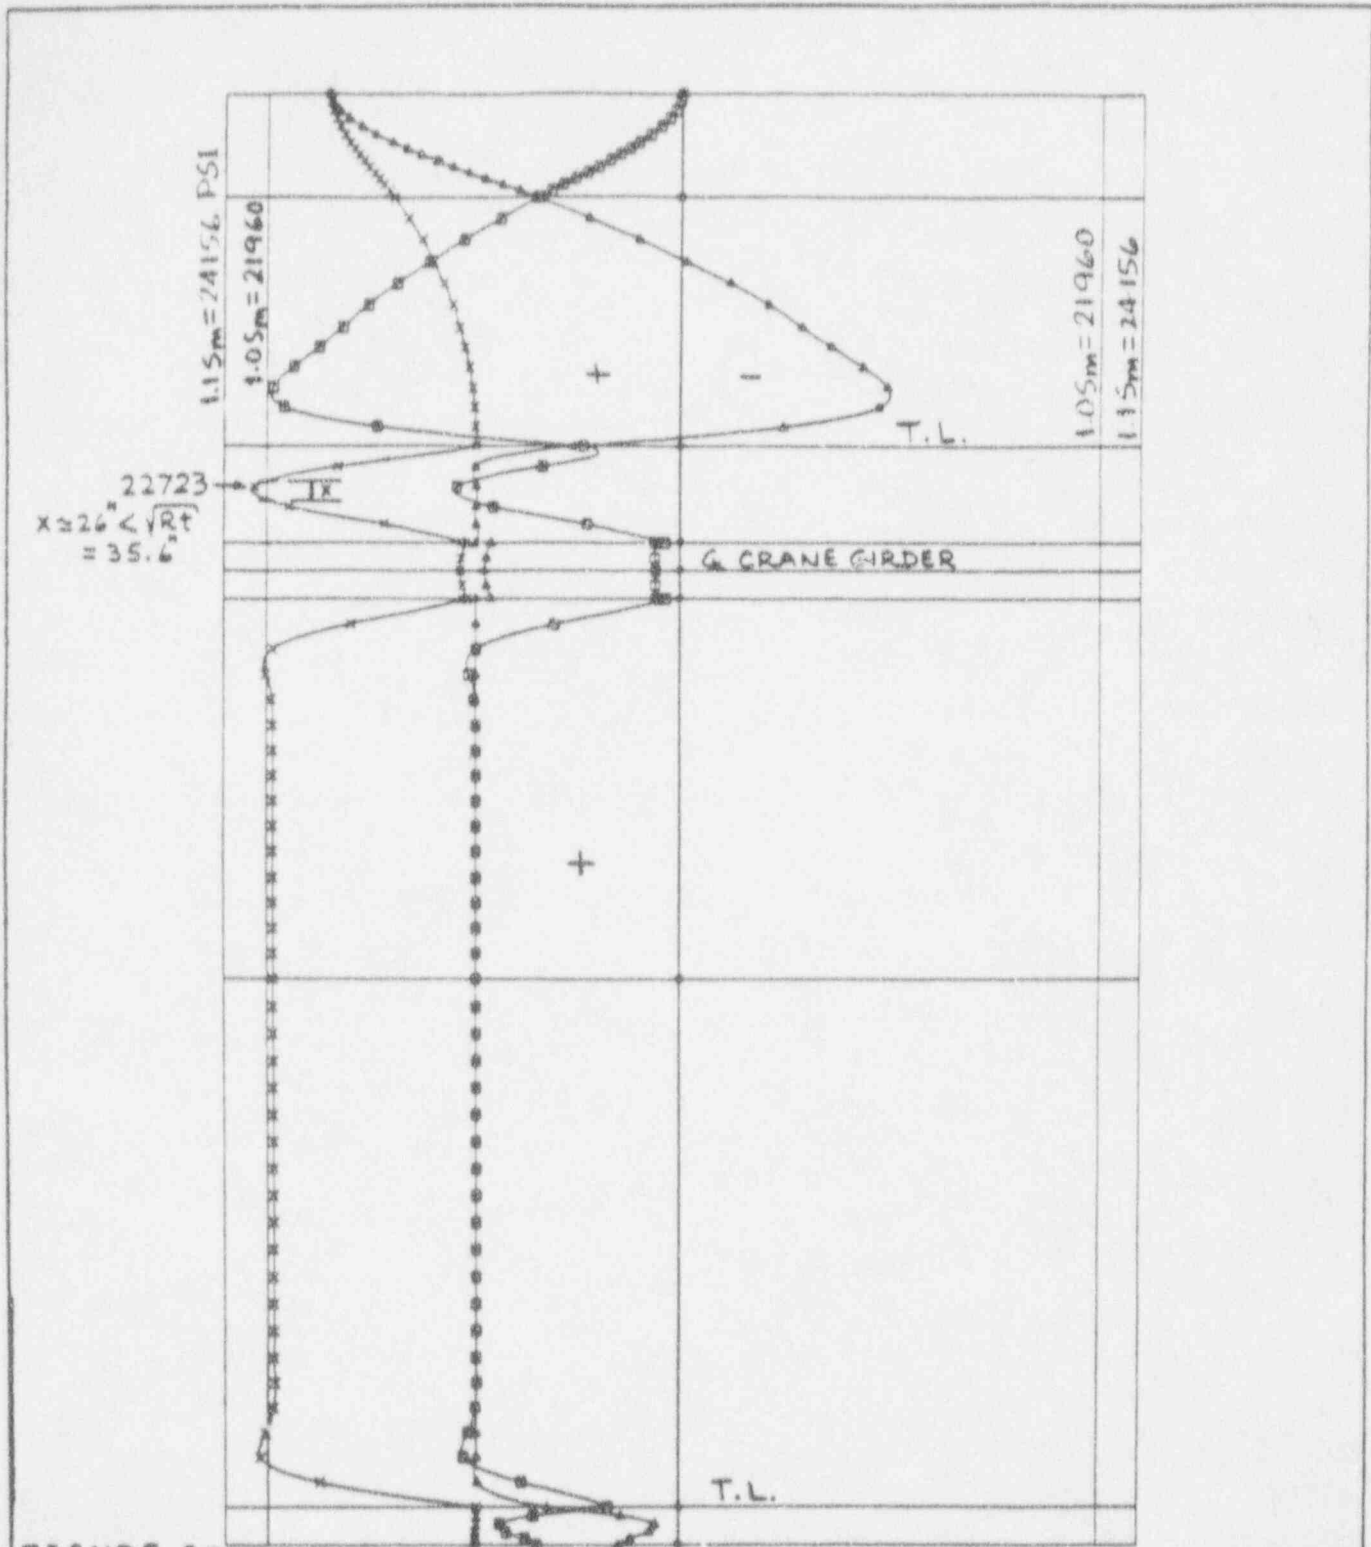 1.1Sm=24156 PSI
1.0Sm=21960
1.0Sm=21960
1.1Sm=24156
+
-
T.L.
22723
IX
x≅26" < √Rt
= 35.6"
℄ CRANE GIRDER
+
T.L.